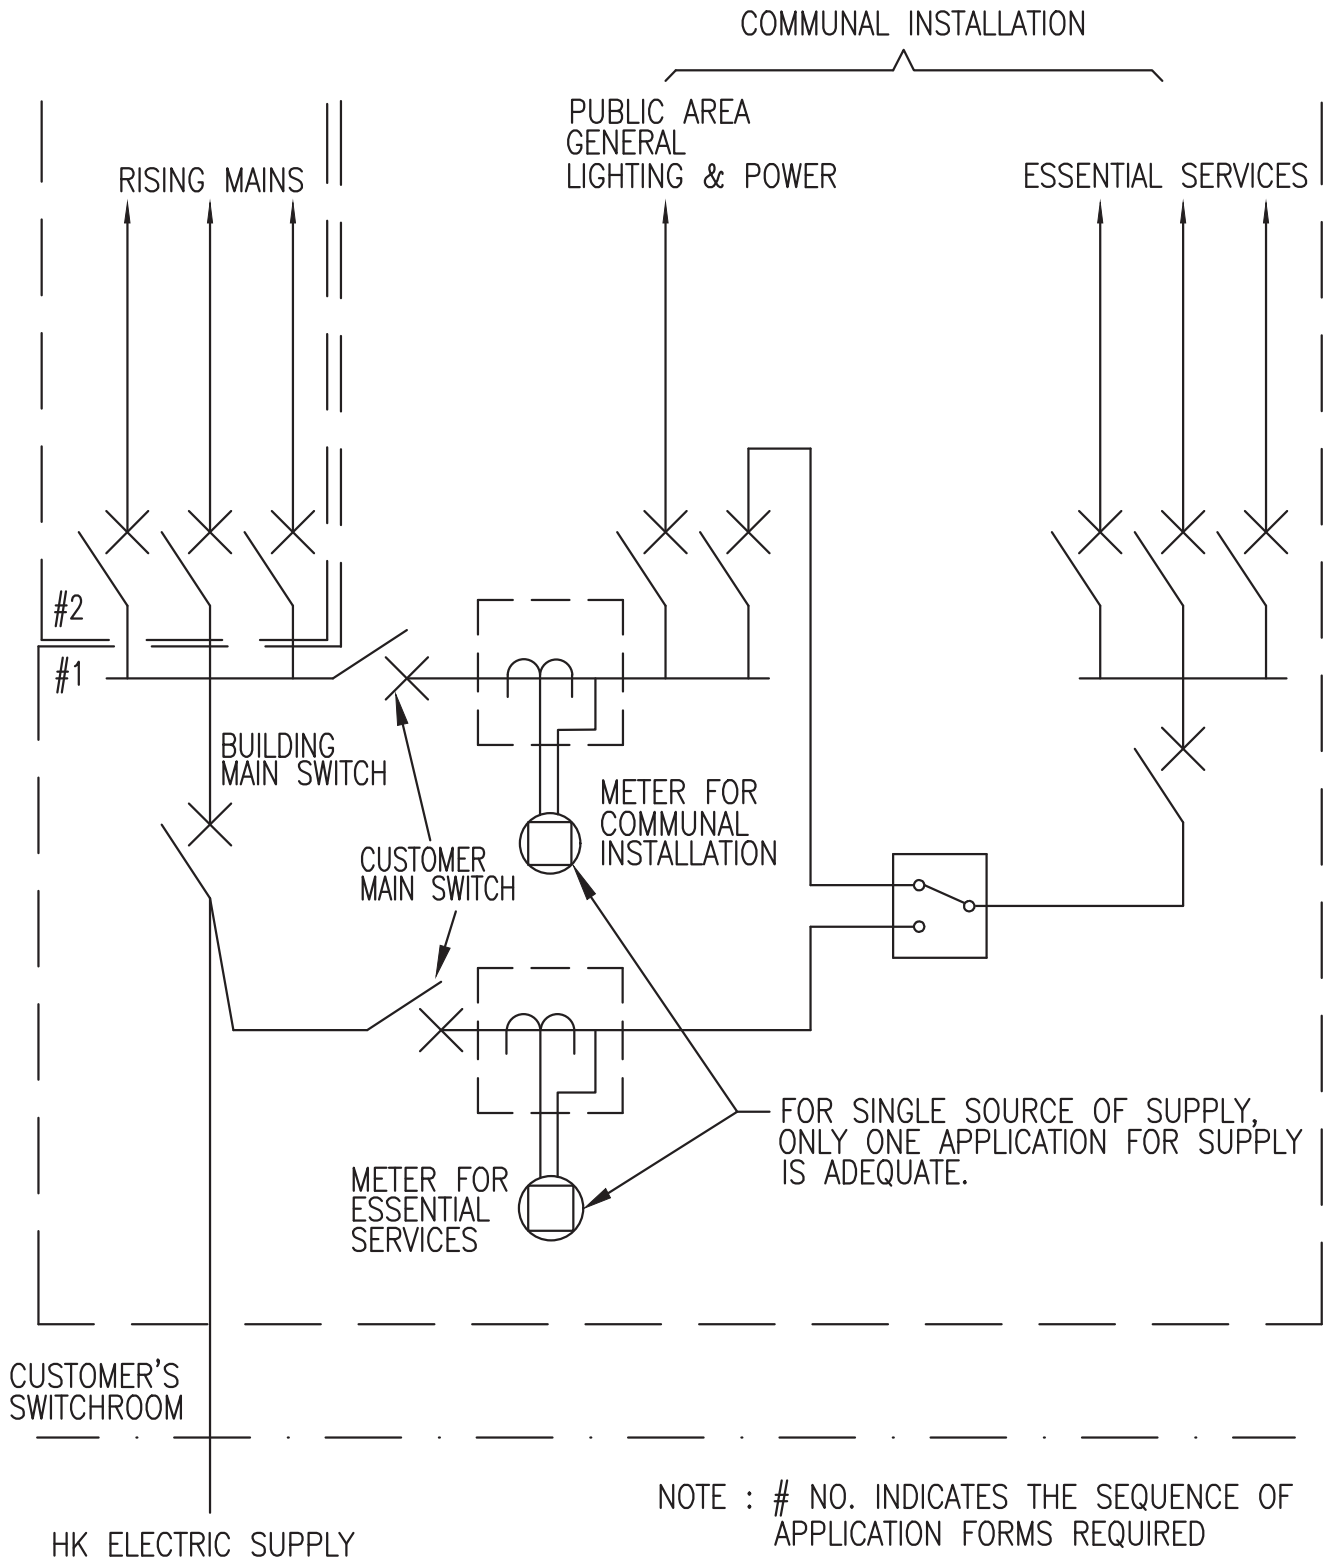 COMMUNAL INSTALLATION
PUBLIC AREA
GENERAL
LIGHTING & POWER
RISING MAINS
ESSENTIAL SERVICES
#2
#1
BUILDING
MAIN SWITCH
CUSTOMER
MAIN SWITCH
METER FOR
COMMUNAL
INSTALLATION
FOR SINGLE SOURCE OF SUPPLY,
ONLY ONE APPLICATION FOR SUPPLY
IS ADEQUATE.
METER FOR
ESSENTIAL
SERVICES
CUSTOMER'S
SWITCHROOM
NOTE : # NO. INDICATES THE SEQUENCE OF
APPLICATION FORMS REQUIRED
HK ELECTRIC SUPPLY